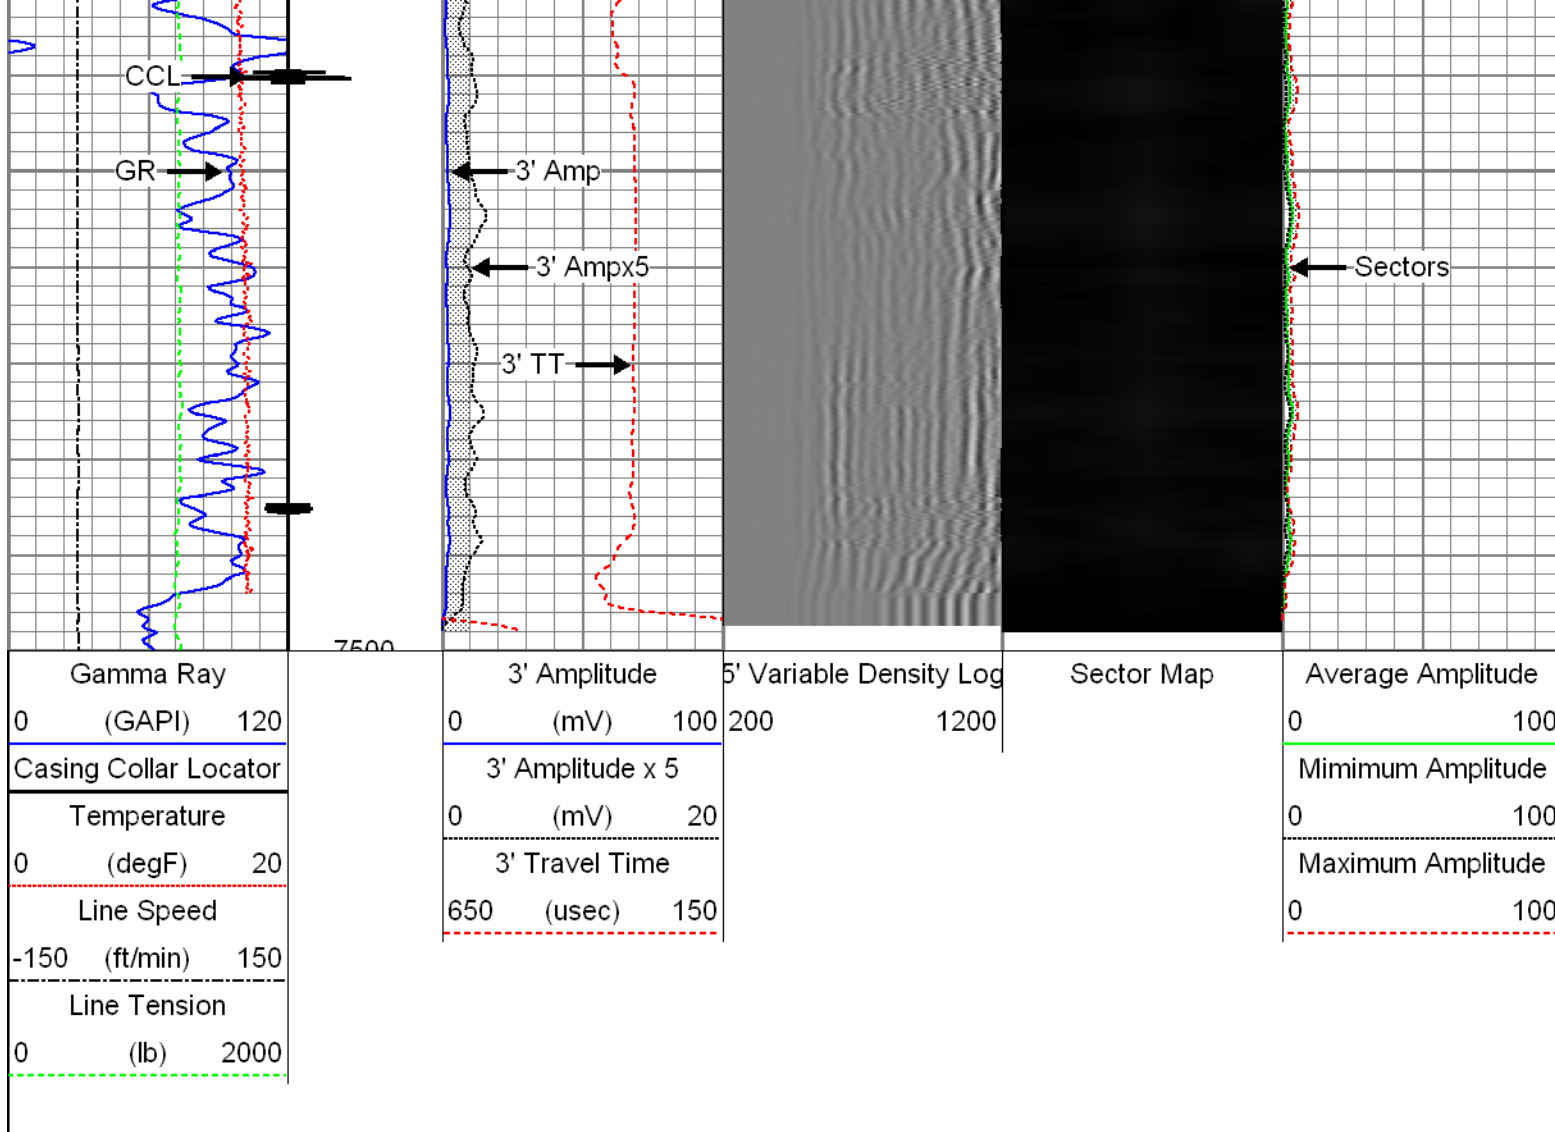 CCL
GR
3' Amp
3' Ampx5
Sectors
3' TT
7500
Gamma Ray
0 (GAPI) 120
Casing Collar Locator
Temperature
0 (degF) 20
Line Speed
-150 (ft/min) 150
Line Tension
0 (lb) 2000
3' Amplitude
0 (mV) 100
3' Amplitude x 5
0 (mV) 20
3' Travel Time
650 (usec) 150
5' Variable Density Log
200 1200
Sector Map
Average Amplitude
0 100
Mimimum Amplitude
0 100
Maximum Amplitude
0 100